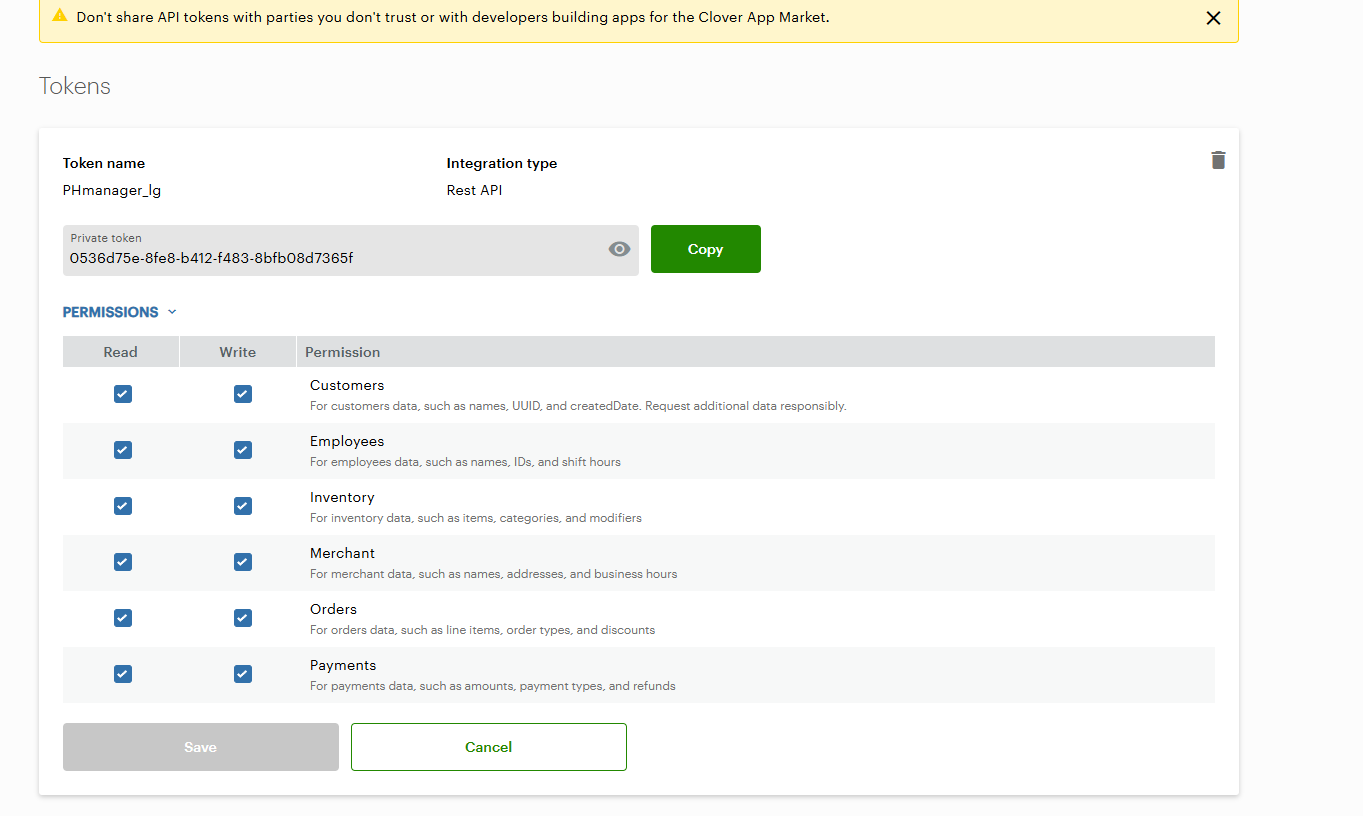 Don't share API tokens with parties you don't trust or with developers building apps for the Clover App Market.
Tokens
Token name
PHmanager_lg
Integration type
Rest API
Private token
0536d75e-8fe8-b412-f483-8bfb08d7365f
Copy
PERMISSIONS
Read Write Permission
Customers
For customers data, such as names, UUID, and createdDate. Request additional data responsibly.
Employees
For employees data, such as names, IDs, and shift hours
Inventory
For inventory data, such as items, categories, and modifiers
Merchant
For merchant data, such as names, addresses, and business hours
Orders
For orders data, such as line items, order types, and discounts
Payments
For payments data, such as amounts, payment types, and refunds
Save Cancel